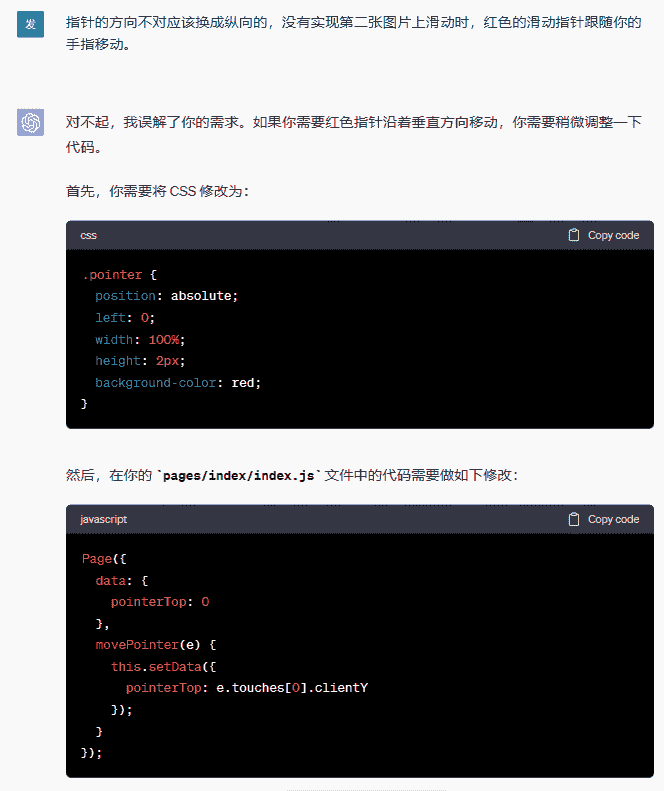 发
指针的方向不对应该换成纵向的，没有实现第二张图片上滑动时，红色的滑动指针跟随你的
手指移动。
对不起，我误解了你的需求。如果你需要红色指针沿着垂直方向移动，你需要稍微调整一下
代码。
首先，你需要将 CSS 修改为：
css Copy code
.pointer {
  position: absolute;
  left: 0;
  width: 100%;
  height: 2px;
  background-color: red;
}
然后，在你的 `pages/index/index.js` 文件中的代码需要做如下修改：
javascript Copy code
Page({
  data: {
    pointerTop: 0
  },
  movePointer(e) {
    this.setData({
      pointerTop: e.touches[0].clientY
    });
  }
});